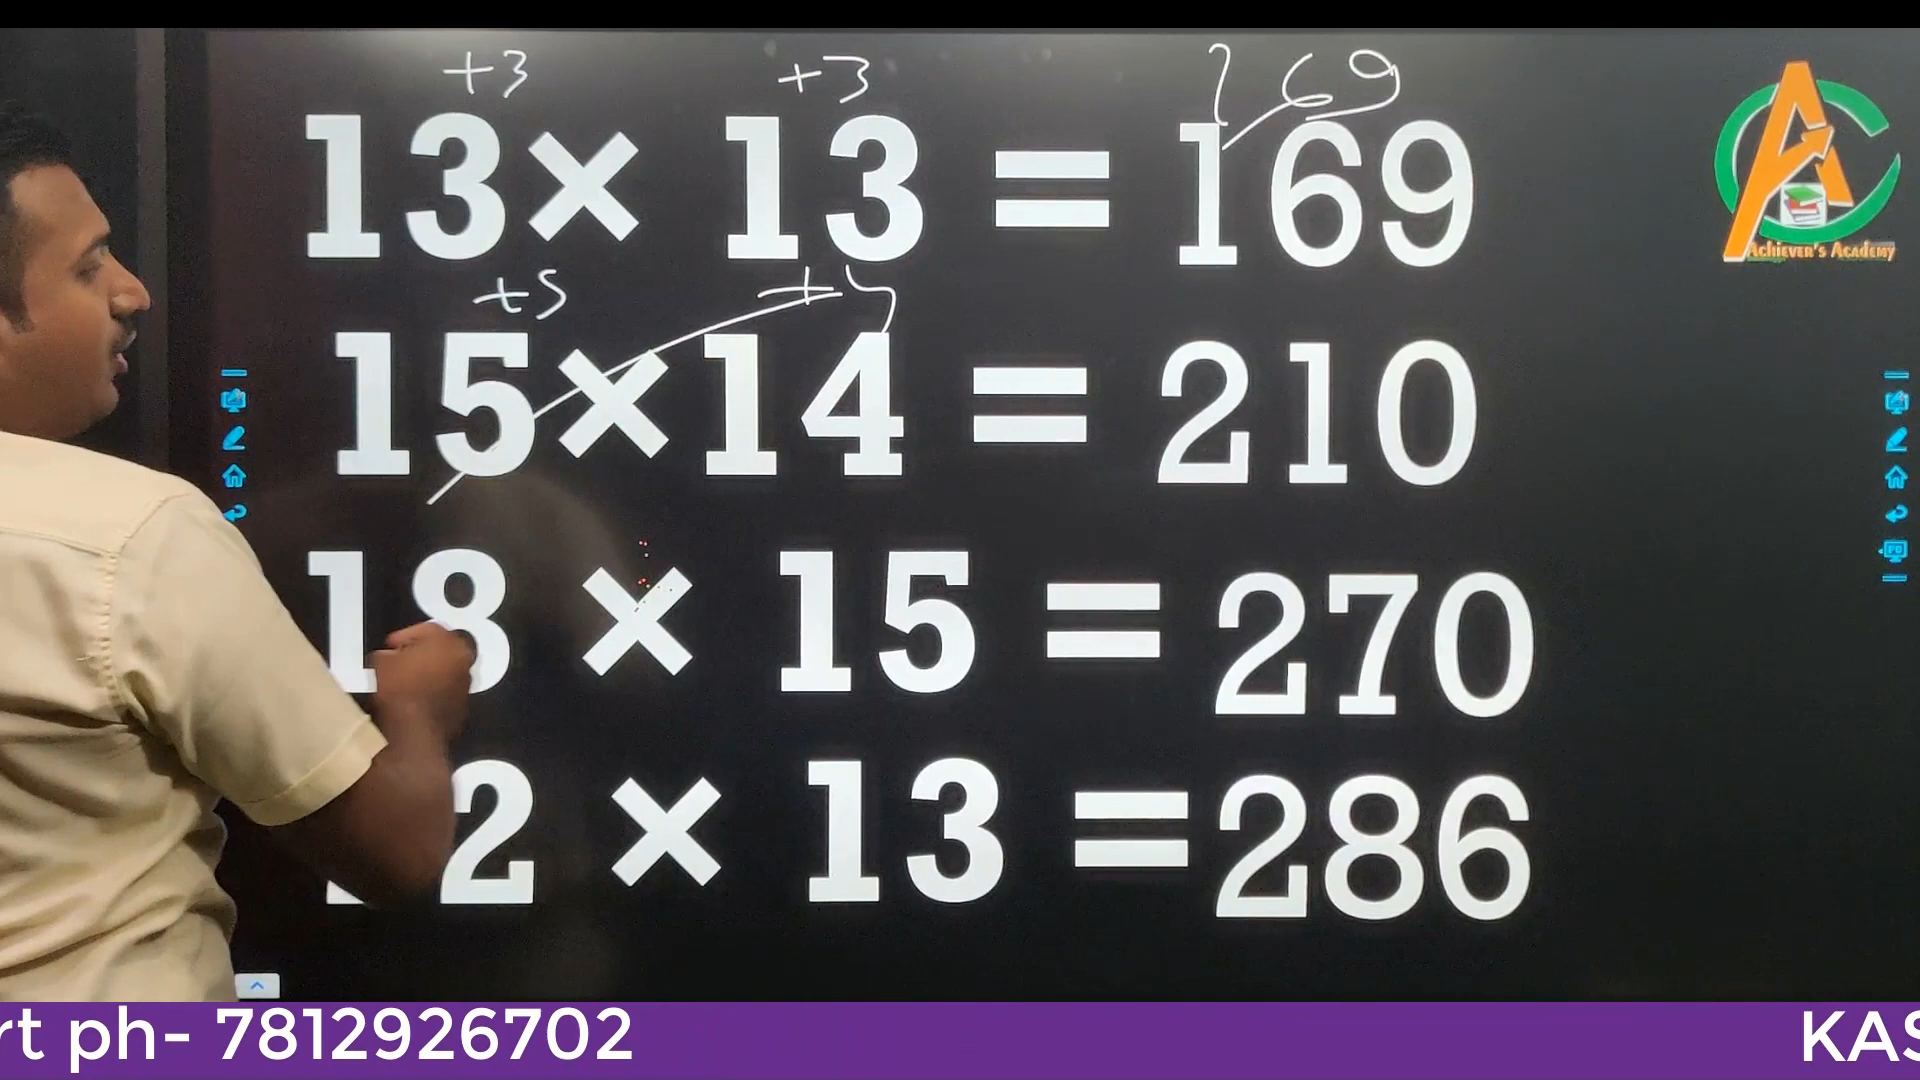 +3 +3 169
13× 13 = 169
ACHIEVER'S ACADEMY
+5 +4
15×14 = 210
18 × 15 = 270
2 × 13 =286
rt ph- 7812926702 KAS